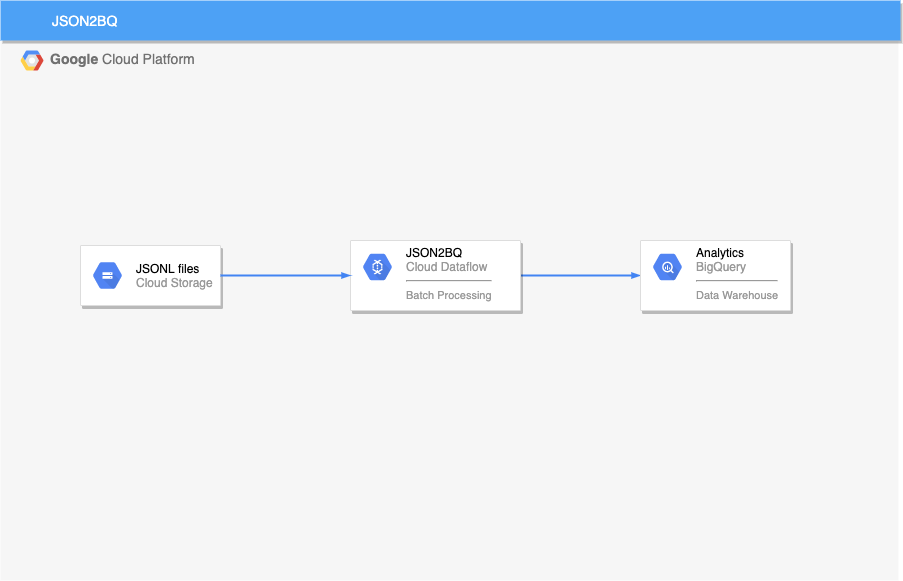 JSON2BQ
Google Cloud Platform
JSONL files
Cloud Storage
JSON2BQ
Cloud Dataflow
Batch Processing
Analytics
BigQuery
Data Warehouse